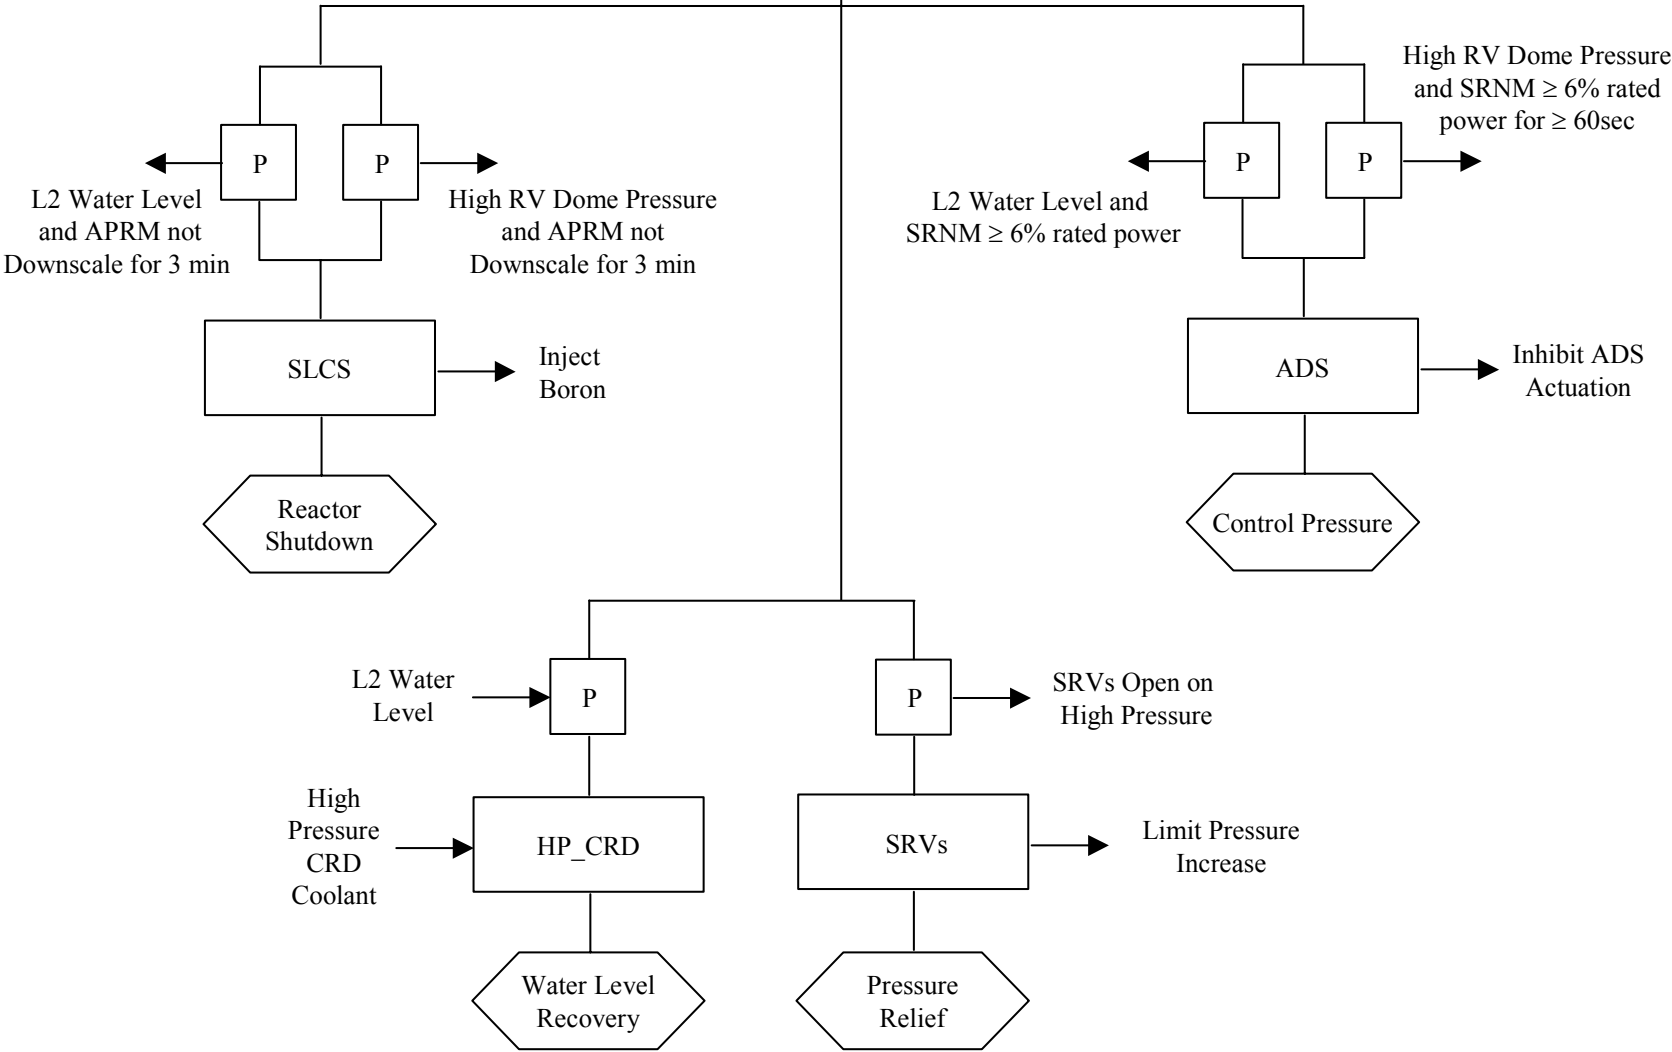 High RV Dome Pressure
and SRNM ≥ 6% rated
power for ≥ 60sec
P
P
P
P
L2 Water Level
and APRM not
Downscale for 3 min
High RV Dome Pressure
and APRM not
Downscale for 3 min
L2 Water Level and
SRNM ≥ 6% rated power
SLCS
Inject
Boron
ADS
Inhibit ADS
Actuation
Reactor
Shutdown
Control Pressure
L2 Water
Level
P
P
SRVs Open on
High Pressure
High
Pressure
CRD
Coolant
HP_CRD
SRVs
Limit Pressure
Increase
Water Level
Recovery
Pressure
Relief